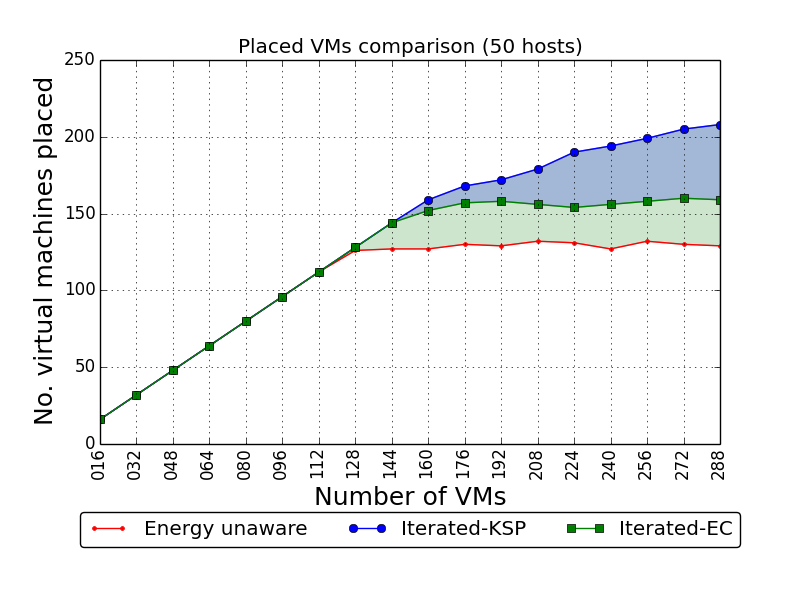 Placed VMs comparison (50 hosts)
No. virtual machines placed
250
200
150
100
50
0
016 032 048 064 080 096 112 128 144 160 176 192 208 224 240 256 272 288
Number of VMs
Energy unaware Iterated-KSP Iterated-EC